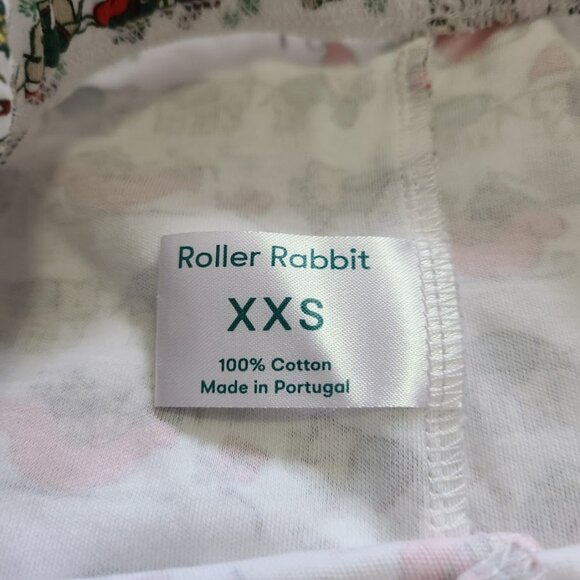 Roller Rabbit
XXS
100% Cotton
Made in Portugal